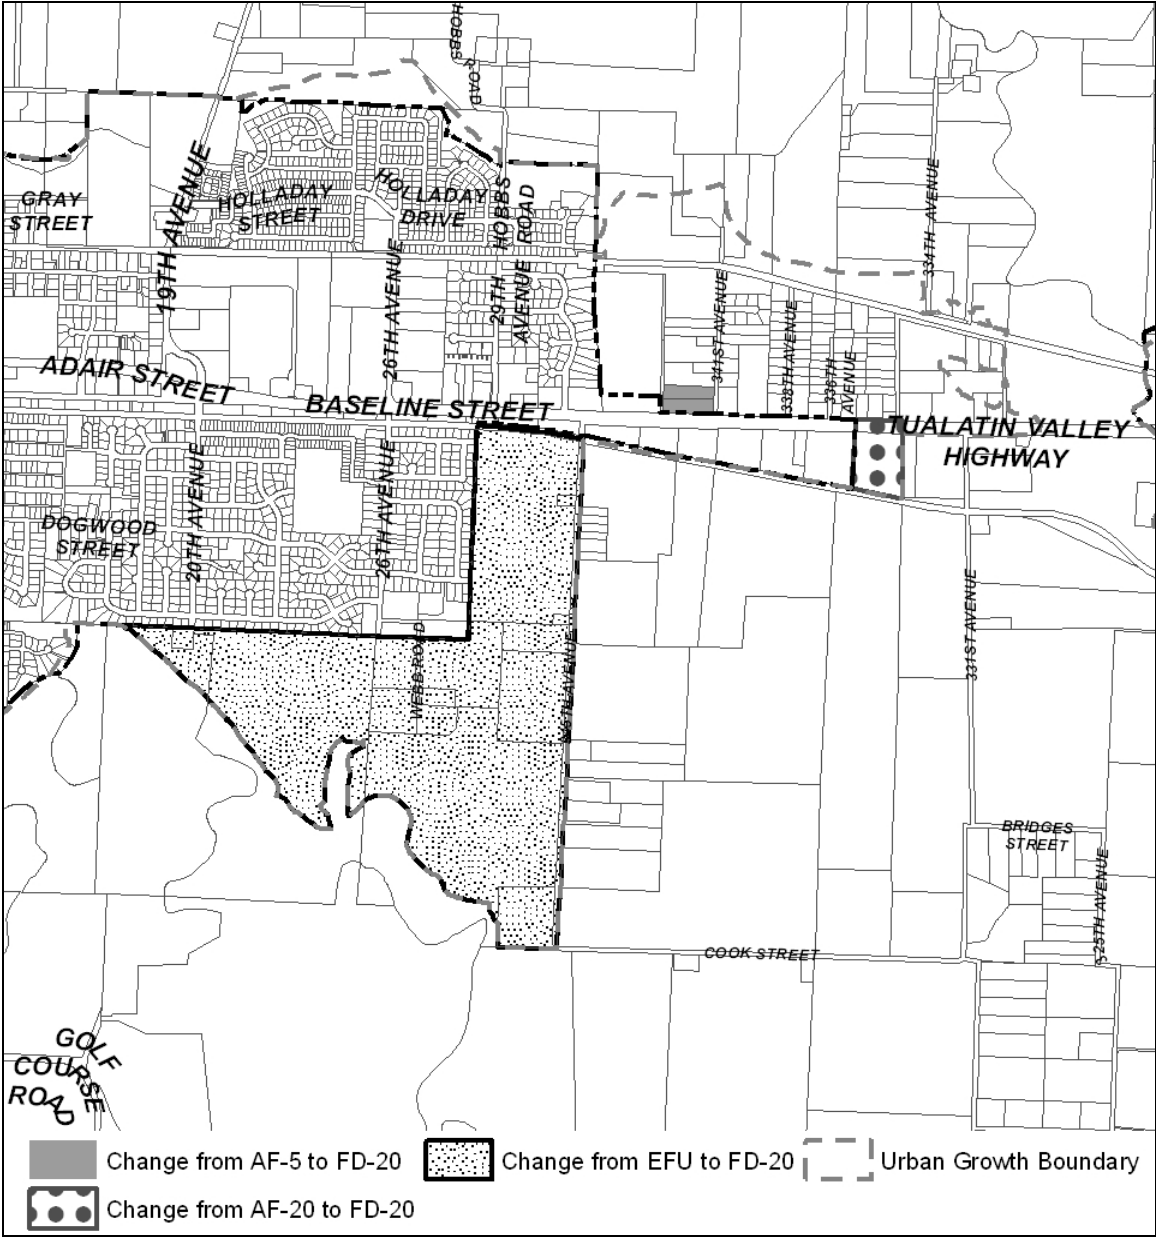 HOBBS
ROAD
19TH AVENUE
GRAY
STREET
HOLLADAY
STREET
HOLLADAY
DRIVE
29TH
AVENUE
HOBBS
ROAD
26TH AVENUE
334TH AVENUE
341ST AVENUE
338TH AVENUE
336TH
AVENUE
ADAIR STREET
BASELINE STREET
TUALATIN VALLEY
HIGHWAY
20TH AVENUE
26TH AVENUE
DOGWOOD
STREET
WEBB ROAD
AVENUE
331ST AVENUE
BRIDGES
STREET
325TH AVENUE
COOK STREET
GOLF
COURSE
ROAD
Change from AF-5 to FD-20
Change from EFU to FD-20
Urban Growth Boundary
Change from AF-20 to FD-20